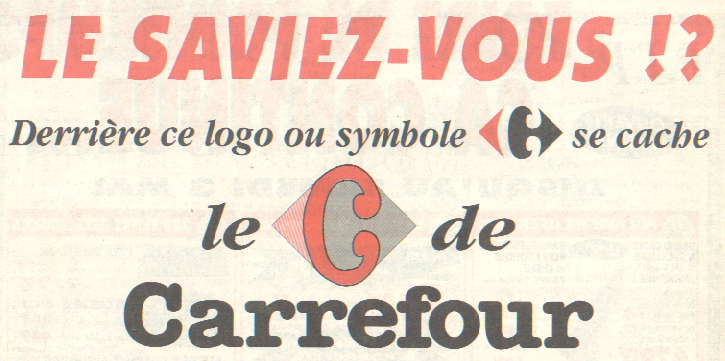 LE SAVIEZ-VOUS !?
Derrière ce logo ou symbole C se cache
le C de
Carrefour